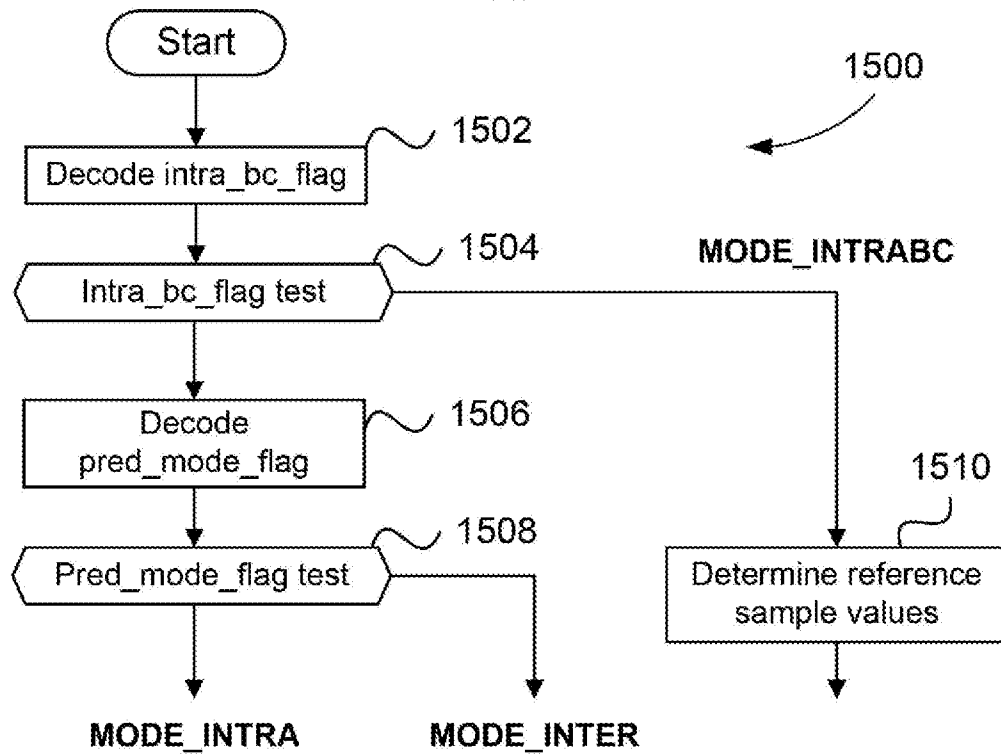 Start
1500
1502
Decode intra_bc_flag
1504
MODE_INTRABC
Intra_bc_flag test
Decode
pred_mode_flag
1506
1510
1508
Pred_mode_flag test
Determine reference
sample values
MODE_INTRA
MODE_INTER